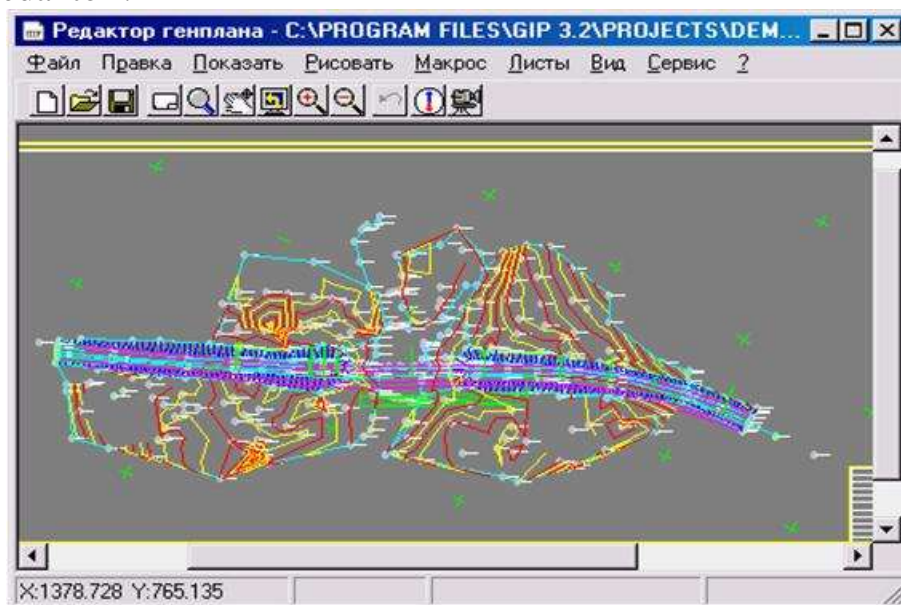 Редактор генплана - C:\PROGRAM FILES\GIP 3.2\PROJECTS\DEM...
Файл Правка Показать Рисовать Макрос Листы Вид Сервис ?
X:1378.728 Y:765.135